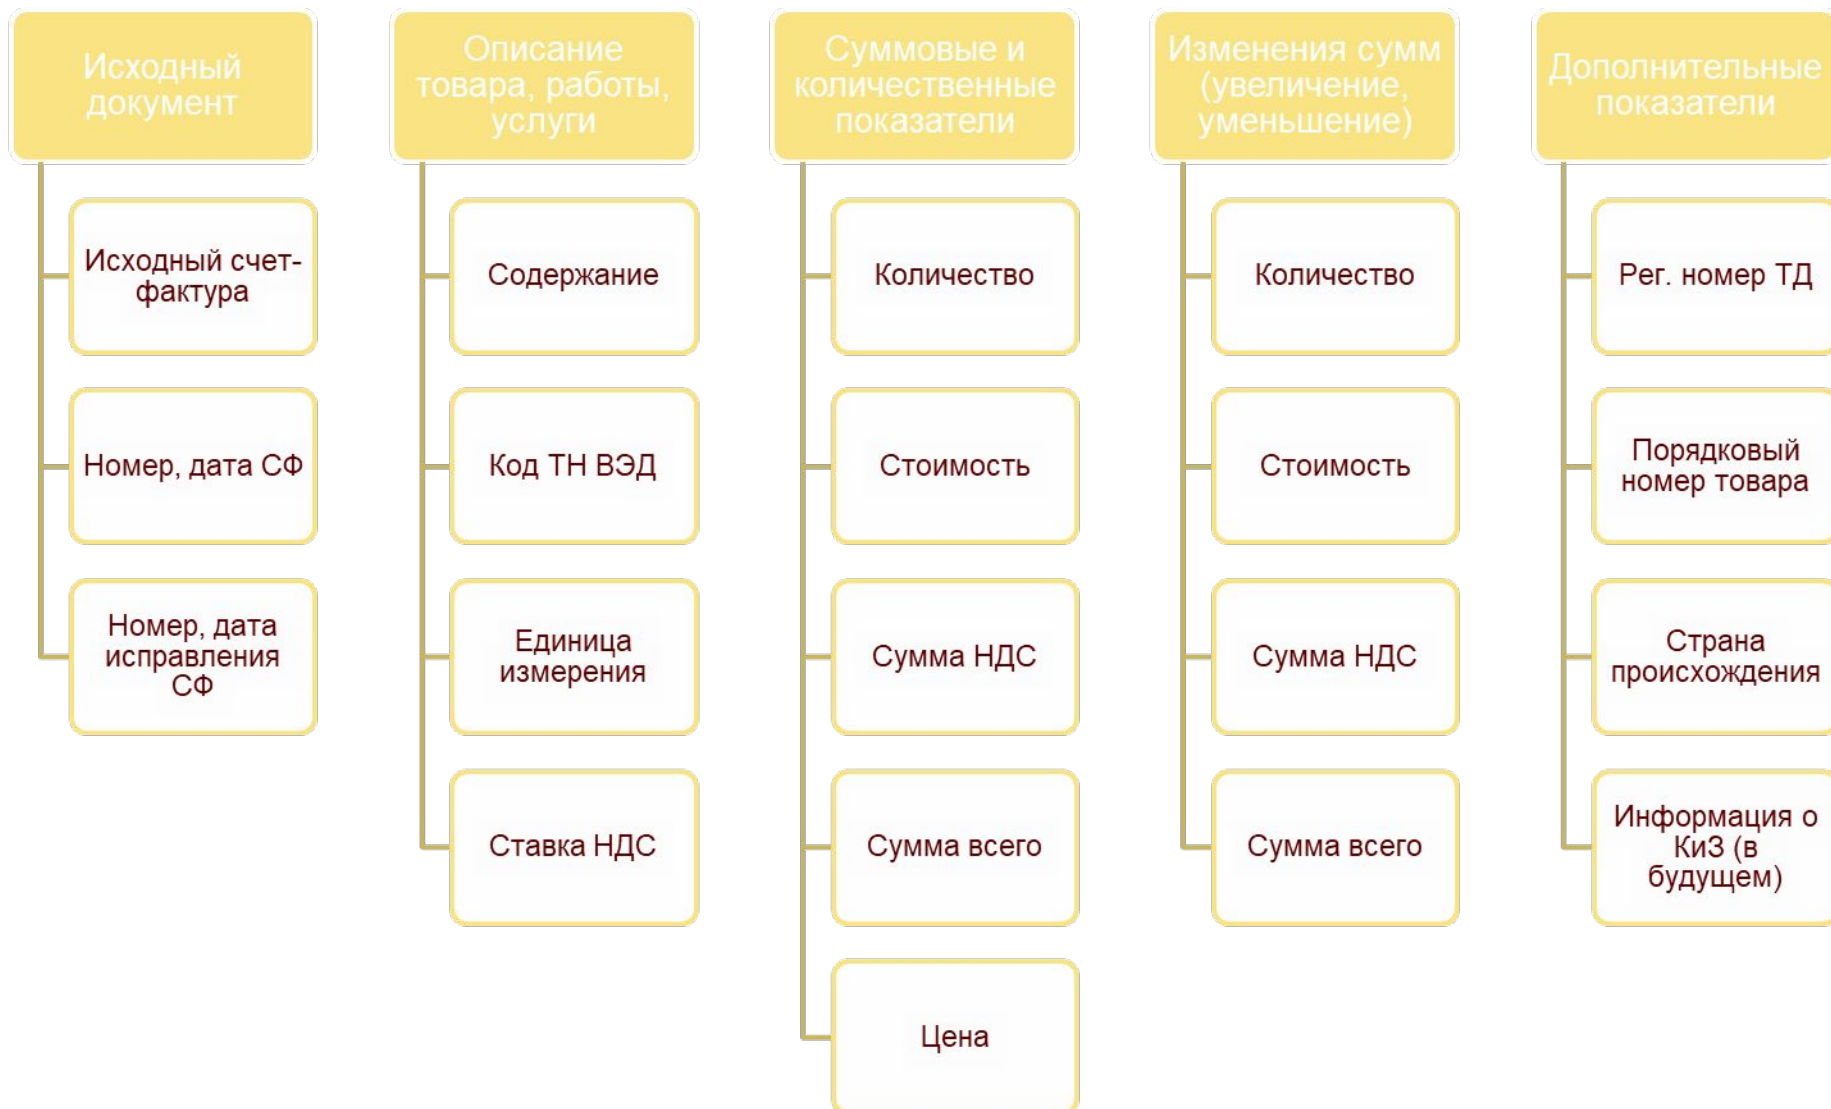 Исходный
документ
Исходный счет-
фактура
Номер, дата СФ
Номер, дата
исправления
СФ
Описание
товара, работы,
услуги
Содержание
Код ТН ВЭД
Единица
измерения
Ставка НДС
Суммовые и
количественные
показатели
Количество
Стоимость
Сумма НДС
Сумма всего
Цена
Изменения сумм
(увеличение,
уменьшение)
Количество
Стоимость
Сумма НДС
Сумма всего
Дополнительные
показатели
Рег. номер ТД
Порядковый
номер товара
Страна
происхождения
Информация о
КиЗ (в
будущем)